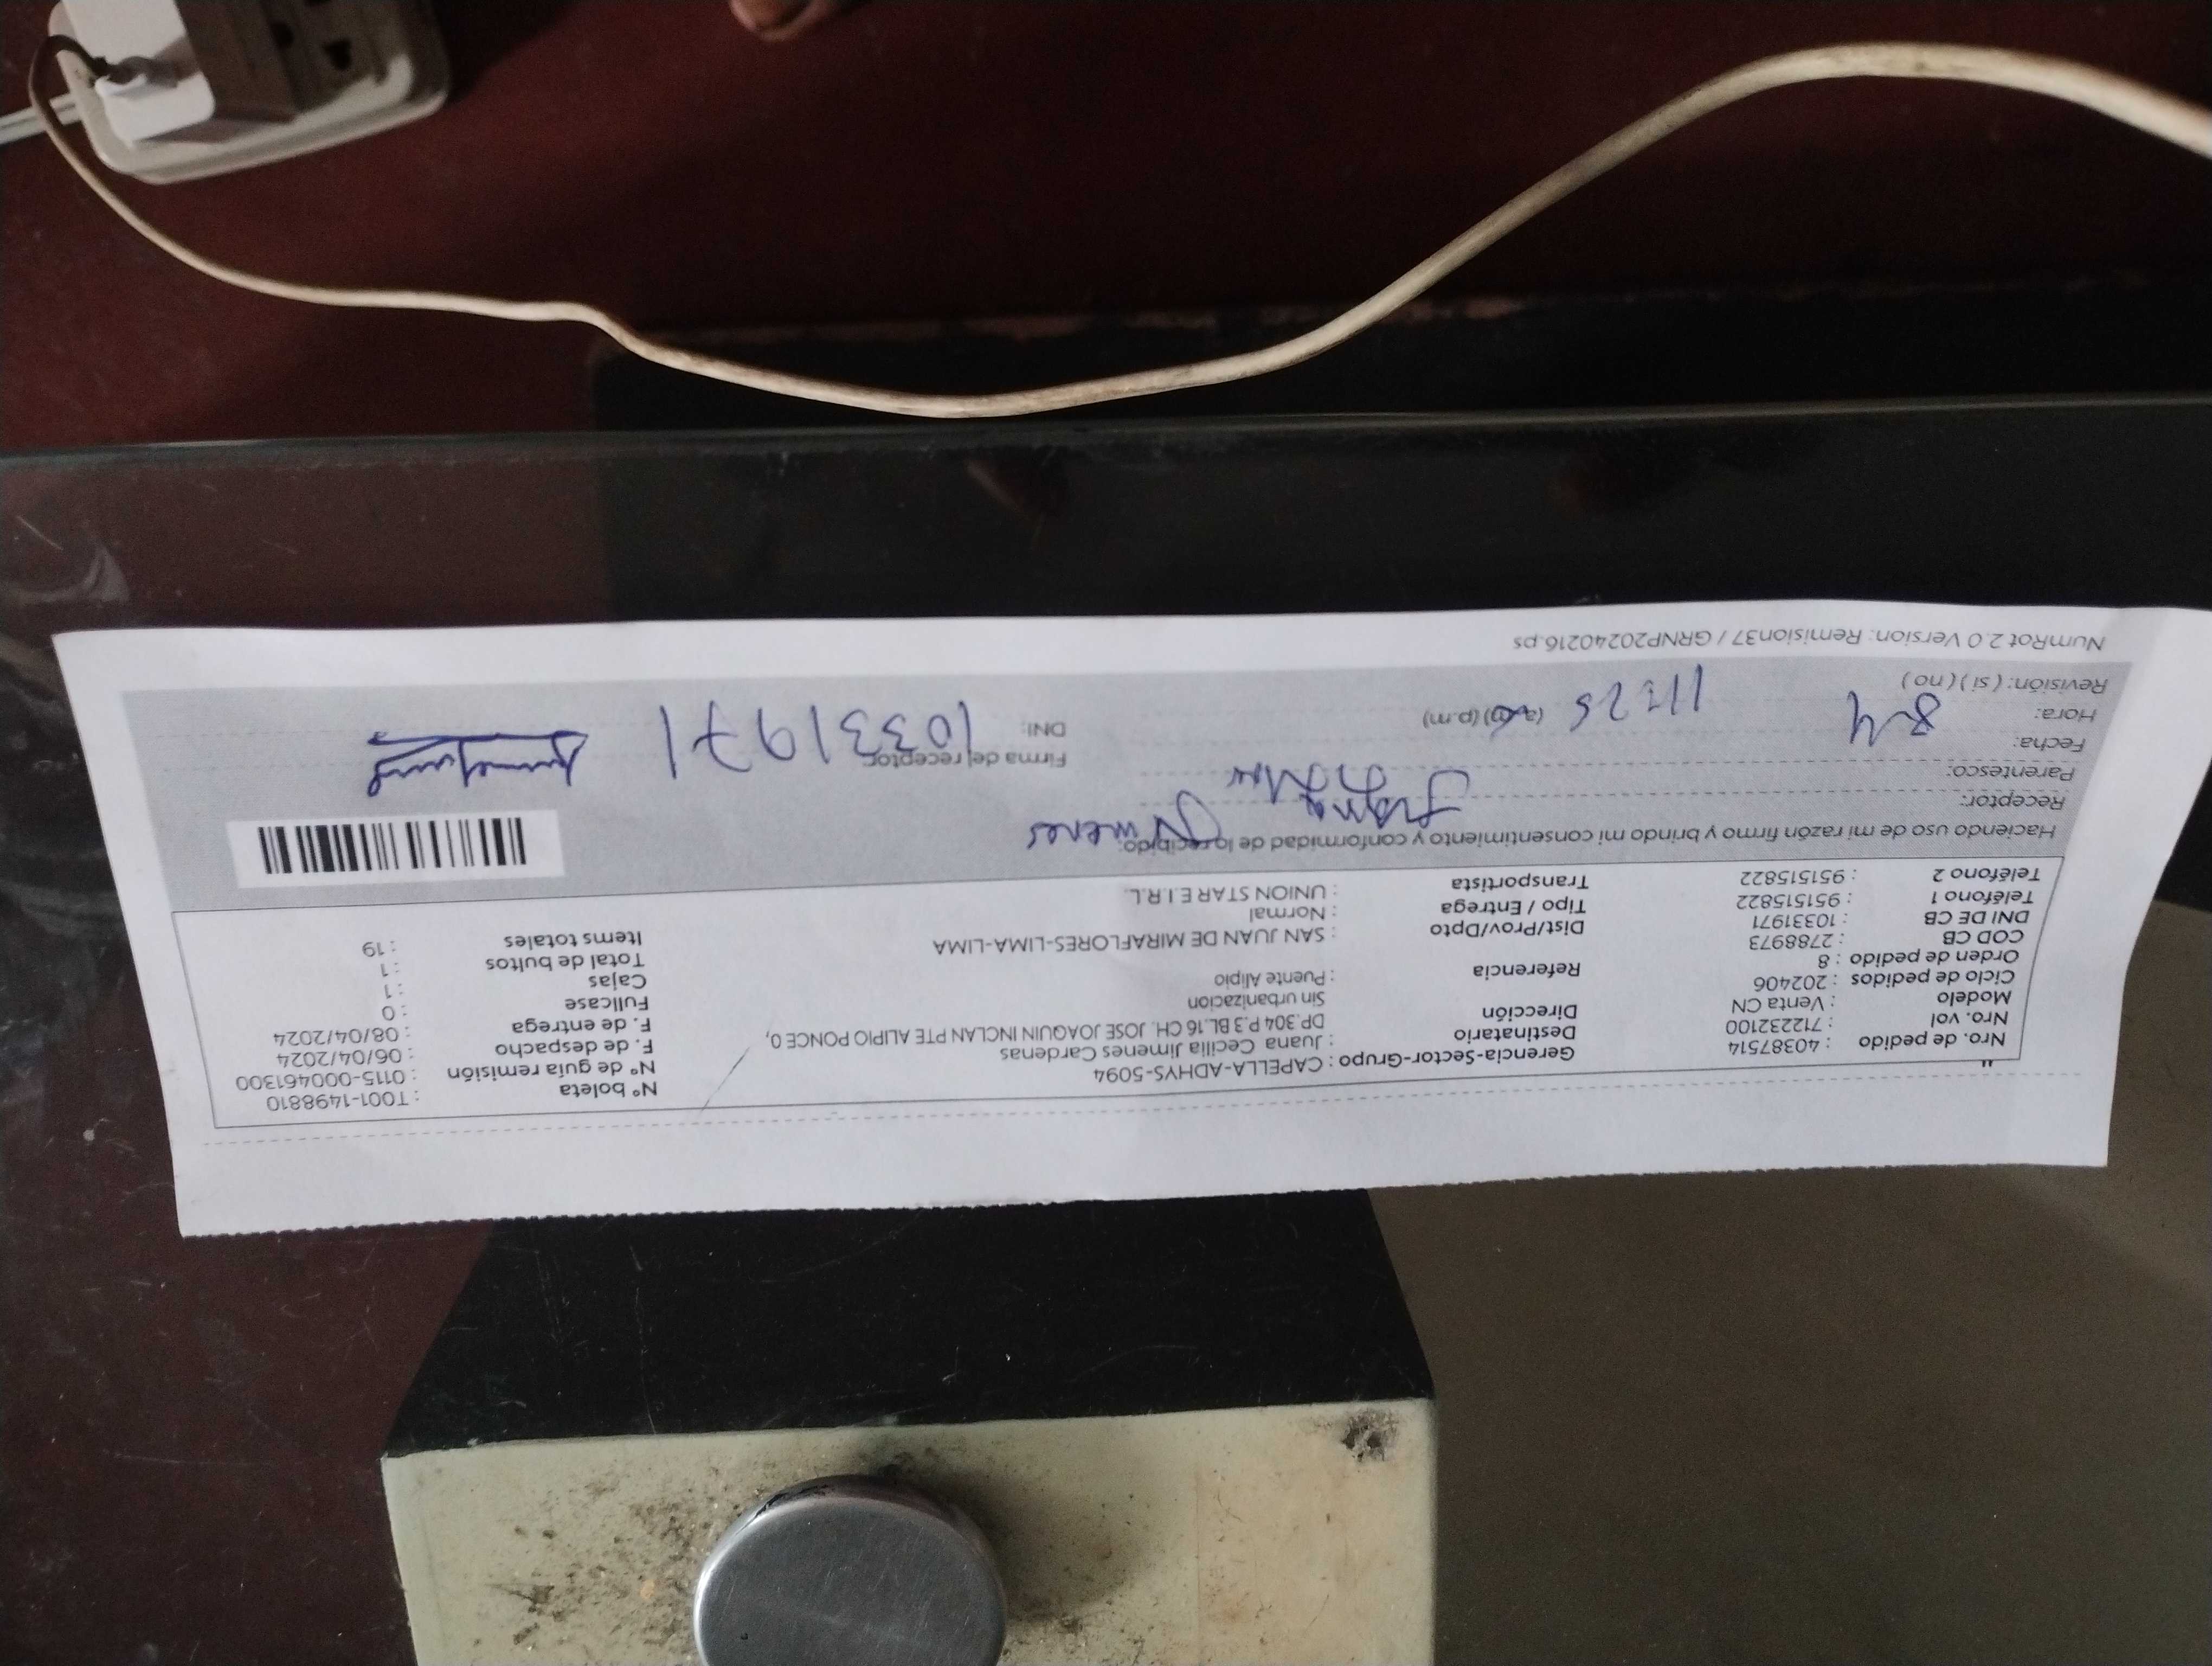 Nro. de pedido : 40387514
Nro. vol : 712232100
Modelo : Venta CN
Ciclo de pedidos : 202406
Orden de pedido : 8
COD CB : 2788973
DNI DE CB : 10331971
Teléfono 1 : 951515822
Teléfono 2 : 951515822
Gerencia-Sector-Grupo : CAPELLA-ADHYS-5094
Destinatario : Juana Cecilia Jimenes Cardenas
Dirección DP.304 P.3 BL.16 CH. JOSE JOAQUIN INCLAN PTE ALIPIO PONCE 0,
Sin urbanizacion
Referencia : Puente Alipio
Dist/Prov/Dpto : SAN JUAN DE MIRAFLORES-LIMA-LIMA
Tipo / Entrega : Normal
Transportista : UNION STAR E.I.R.L.
N° boleta : T001-1498810
N° de guía remisión : 0115-000461300
F. de despacho : 06/04/2024
F. de entrega : 08/04/2024
Fullcase : 0
Cajas : 1
Total de bultos : 1
Items totales : 19
Haciendo uso de mi razón firmo y brindo mi consentimiento y conformidad de lo recibido:
Receptor: Juana Jimenes
Parentesco:
Fecha: 8-4
Hora: 11:25 (a.m) (p.m)
Revisión: ( si ) ( no )
Firma del receptor
DNI: 10331971
NumRot 2.0 Version: Remision37 / GRNP20240216.ps